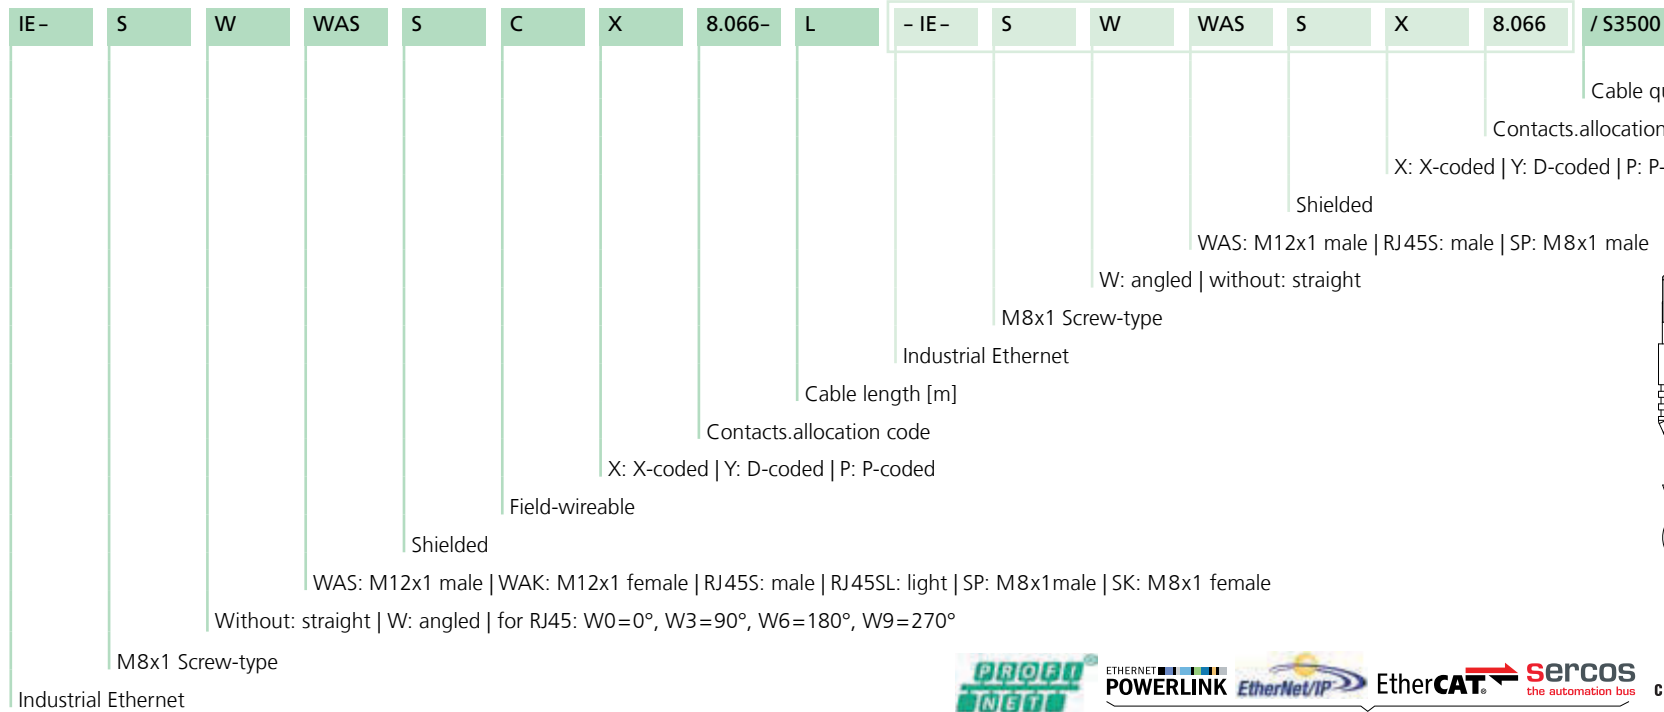 IE– S W WAS S C X 8.066– L – IE – S W WAS S X 8.066 / S3500
Cable
Contacts.allocation
X: X-coded | Y: D-coded | P:
Shielded
WAS: M12x1 male | RJ45S: male | SP: M8x1 male
W: angled | without: straight
M8x1 Screw-type
Industrial Ethernet
Cable length [m]
Contacts.allocation code
X: X-coded | Y: D-coded | P: P-coded
Field-wireable
Shielded
WAS: M12x1 male | WAK: M12x1 female | RJ45S: male | RJ45SL: light | SP: M8x1male | SK: M8x1 female
Without: straight | W: angled | for RJ45: W0=0°, W3=90°, W6=180°, W9=270°
M8x1 Screw-type
Industrial Ethernet
PROFI
NET
ETHERNET
POWERLINK
EtherNet/IP
EtherCAT®
sercos
the automation bus